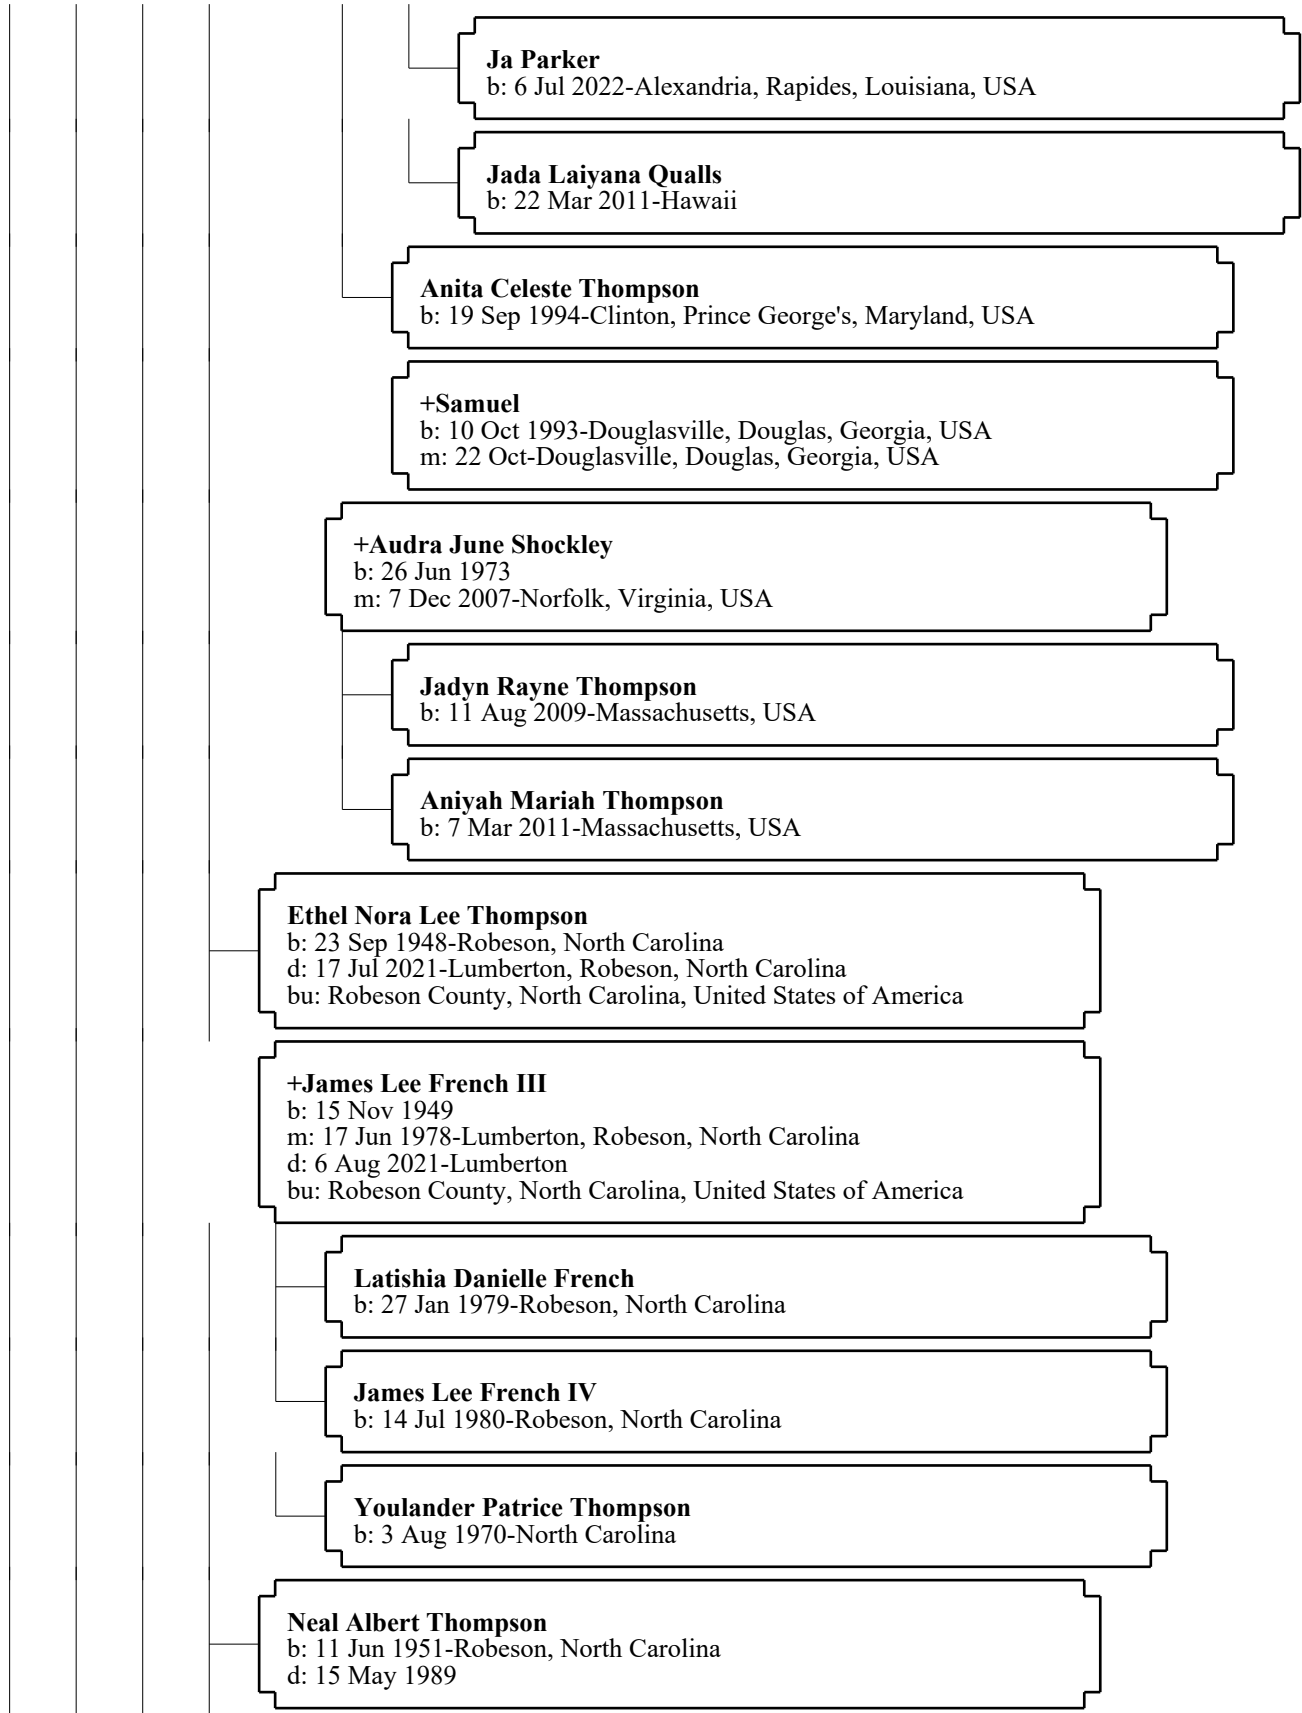 Ja Parker
b: 6 Jul 2022-Alexandria, Rapides, Louisiana, USA
Jada Laiyana Qualls
b: 22 Mar 2011-Hawaii
Anita Celeste Thompson
b: 19 Sep 1994-Clinton, Prince George's, Maryland, USA
+Samuel
b: 10 Oct 1993-Douglasville, Douglas, Georgia, USA
m: 22 Oct-Douglasville, Douglas, Georgia, USA
+Audra June Shockley
b: 26 Jun 1973
m: 7 Dec 2007-Norfolk, Virginia, USA
Jadyn Rayne Thompson
b: 11 Aug 2009-Massachusetts, USA
Aniyah Mariah Thompson
b: 7 Mar 2011-Massachusetts, USA
Ethel Nora Lee Thompson
b: 23 Sep 1948-Robeson, North Carolina
d: 17 Jul 2021-Lumberton, Robeson, North Carolina
bu: Robeson County, North Carolina, United States of America
+James Lee French III
b: 15 Nov 1949
m: 17 Jun 1978-Lumberton, Robeson, North Carolina
d: 6 Aug 2021-Lumberton
bu: Robeson County, North Carolina, United States of America
Latishia Danielle French
b: 27 Jan 1979-Robeson, North Carolina
James Lee French IV
b: 14 Jul 1980-Robeson, North Carolina
Youlander Patrice Thompson
b: 3 Aug 1970-North Carolina
Neal Albert Thompson
b: 11 Jun 1951-Robeson, North Carolina
d: 15 May 1989